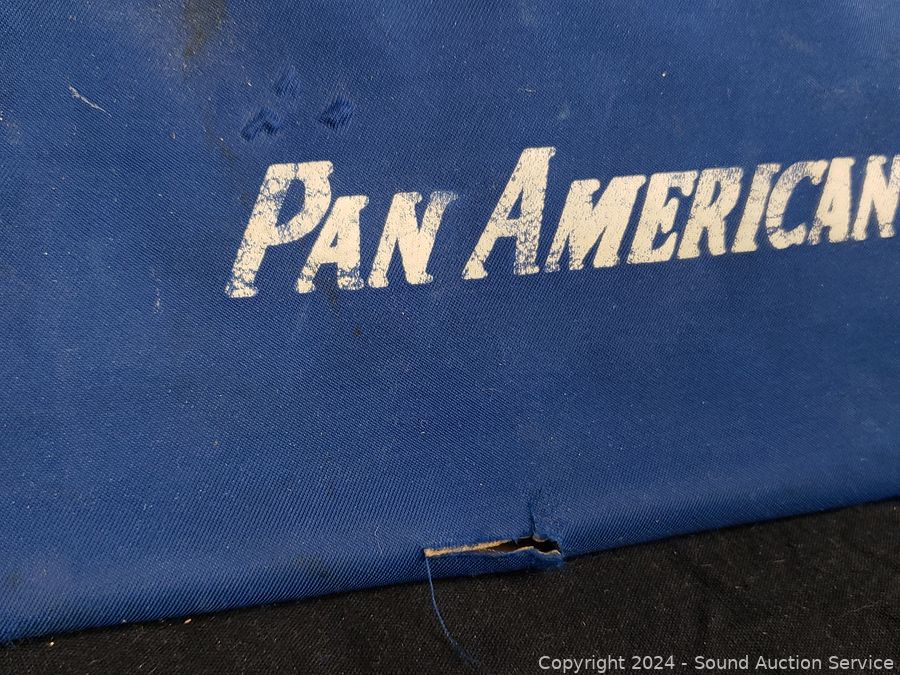 PAN AMERICAN
Copyright 2024 - Sound Auction Service